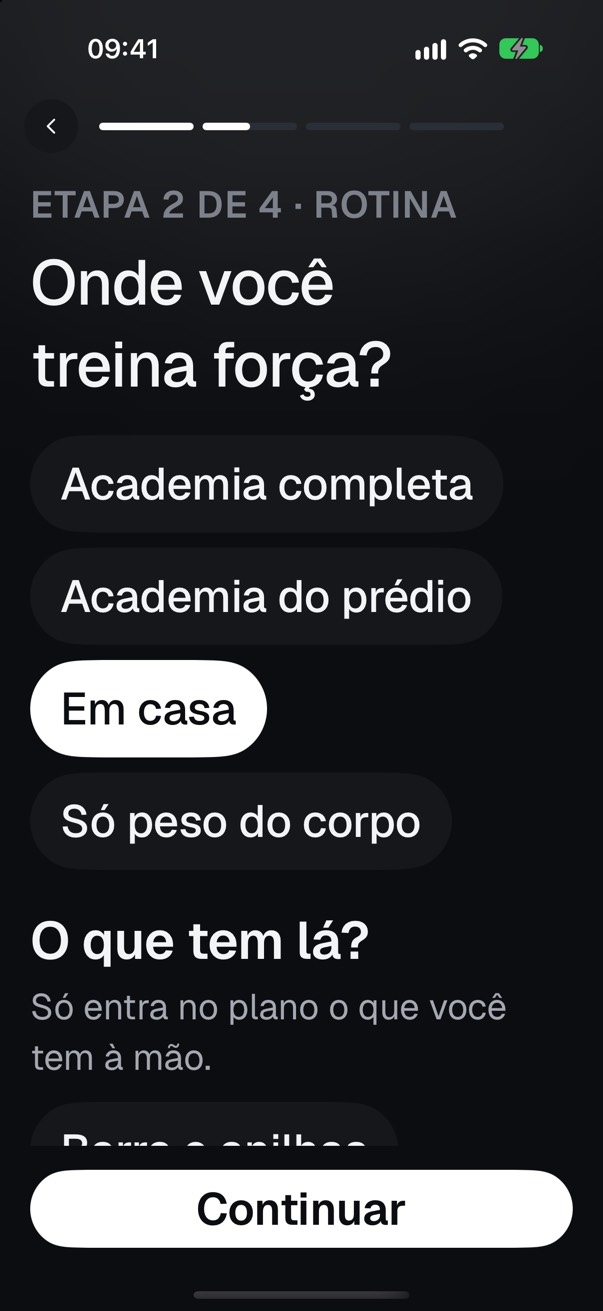 09:41
ETAPA 2 DE 4 · ROTINA
Onde você
treina força?
Academia completa
Academia do prédio
Em casa
Só peso do corpo
O que tem lá?
Só entra no plano o que você
tem à mão.
Continuar